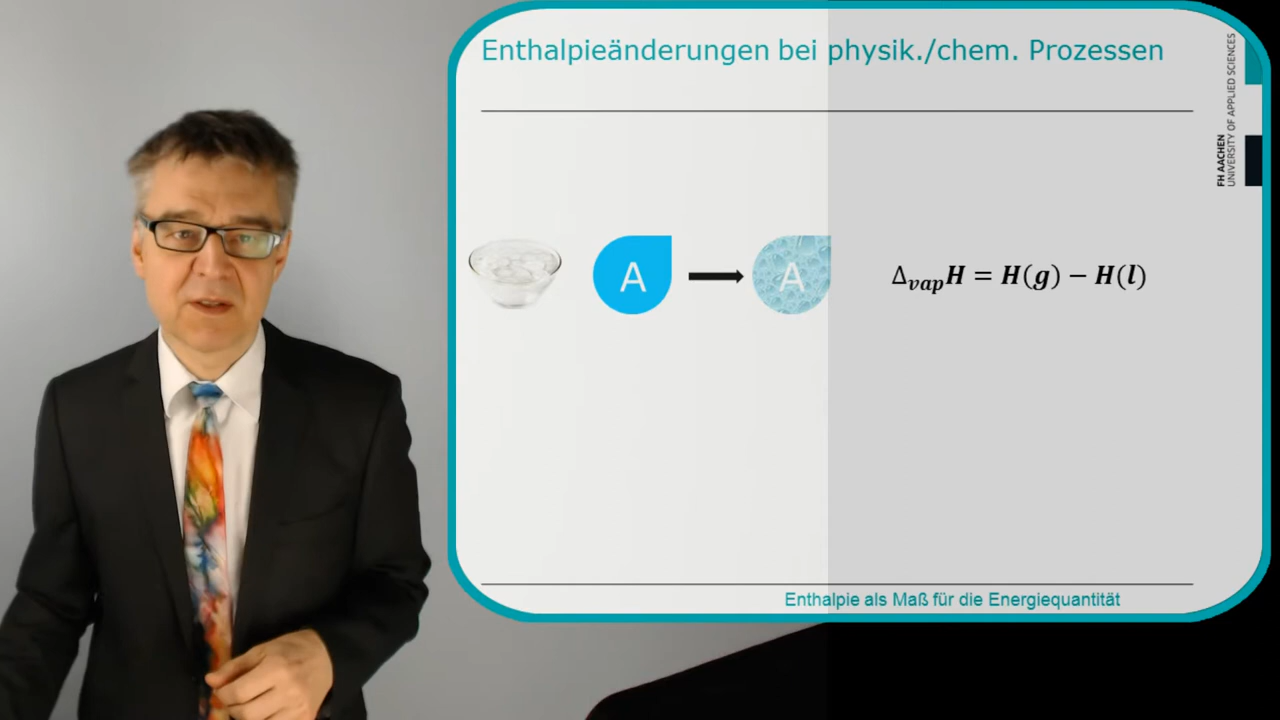 Enthalpieänderungen bei physik./chem. Prozessen
FH AACHEN
UNIVERSITY OF APPLIED SCIENCES
A
A
Δ_vap H = H(g) − H(l)
Enthalpie als Maß für die Energiequantität